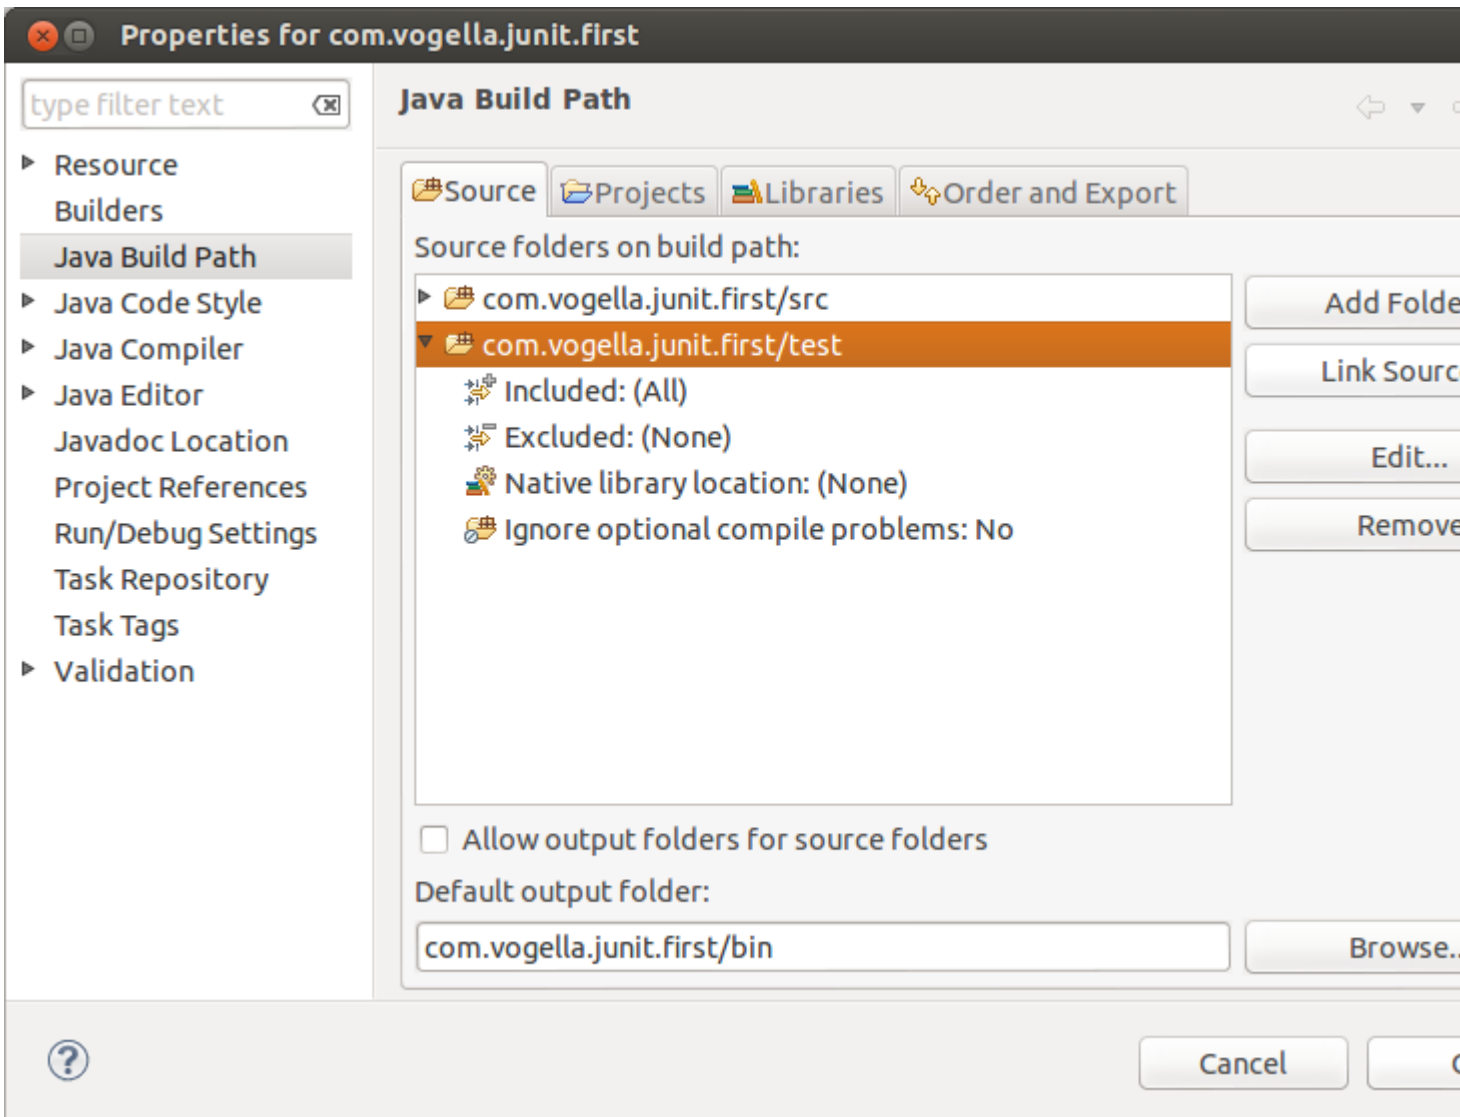 Properties for com.vogella.junit.first
type filter text
Java Build Path
Resource
Builders
Java Build Path
Java Code Style
Java Compiler
Java Editor
Javadoc Location
Project References
Run/Debug Settings
Task Repository
Task Tags
Validation
Source Projects Libraries Order and Export
Source folders on build path:
com.vogella.junit.first/src
com.vogella.junit.first/test
Included: (All)
Excluded: (None)
Native library location: (None)
Ignore optional compile problems: No
Add Folde
Link Sourc
Edit...
Remove
Allow output folders for source folders
Default output folder:
com.vogella.junit.first/bin
Browse..
Cancel